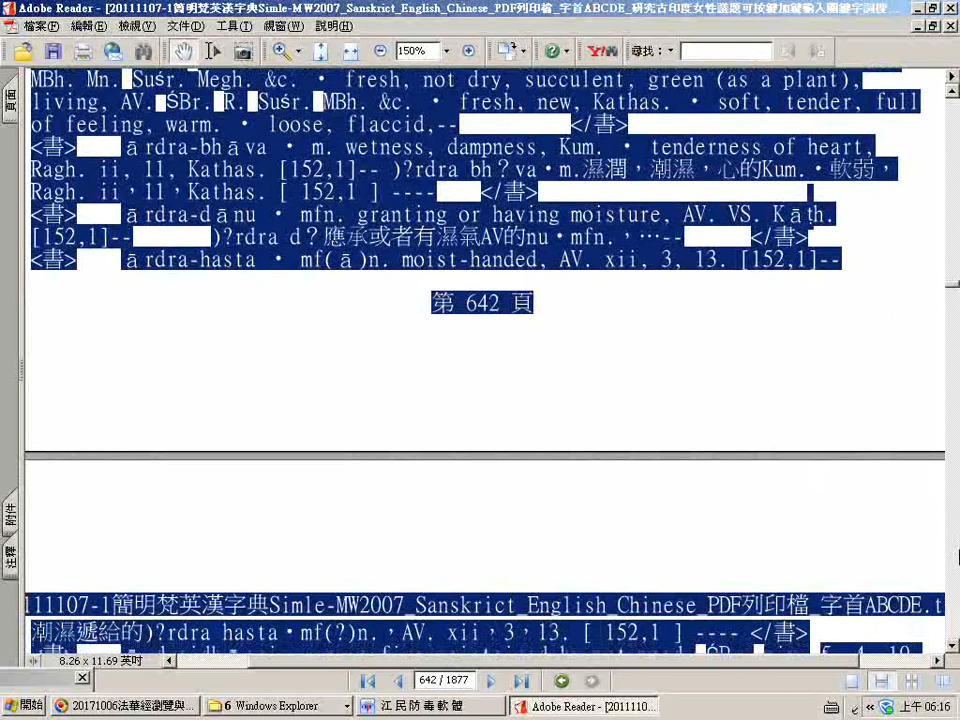 Adobe Reader - [20111107-1簡明梵英漢字典Simle-MW2007_Sanskrict_English_Chinese_PDF列印檔_字首ABCDE_研究古印度女性議題可按鍵加鍵輸入關鍵字詞搜
檔案(F) 編輯(E) 檢視(V) 文件(D) 工具(T) 視窗(W) 說明(H)
150% Y! 尋找：
頁面
MBh. Mn. Suśr. Megh. &c. • fresh, not dry, succulent, green (as a plant),
living, AV. ŚBr. R. Suśr. MBh. &c. • fresh, new, Kathas. • soft, tender, full
of feeling, warm. • loose, flaccid,-- </書>
<書> ārdra-bhāva • m. wetness, dampness, Kum. • tenderness of heart,
Ragh. ii, 11, Kathas. [152,1]-- )?rdra bh？va•m.濕潤，潮濕，心的Kum.•軟弱，
Ragh. ii，11，Kathas. [ 152,1 ] ---- </書>
<書> ārdra-dānu • mfn. granting or having moisture, AV. VS. Kāṭh.
[152,1]-- )?rdra d？應承或者有濕氣AV的nu•mfn.，…-- </書>
<書> ārdra-hasta • mf(ā)n. moist-handed, AV. xii, 3, 13. [152,1]--
第 642 頁
附件
注釋
111107-1簡明梵英漢字典Simle-MW2007_Sanskrict_English_Chinese_PDF列印檔_字首ABCDE.t
潮濕遞給的)?rdra hasta•mf(?)n.，AV. xii，3，13. [ 152,1 ] ---- </書>
8.26 x 11.69 英吋
642 / 1877
開始 20171006法華經瀏覽與... 6 Windows Explorer 江民防毒軟體 Adobe Reader - [2011110... 上午 06:16